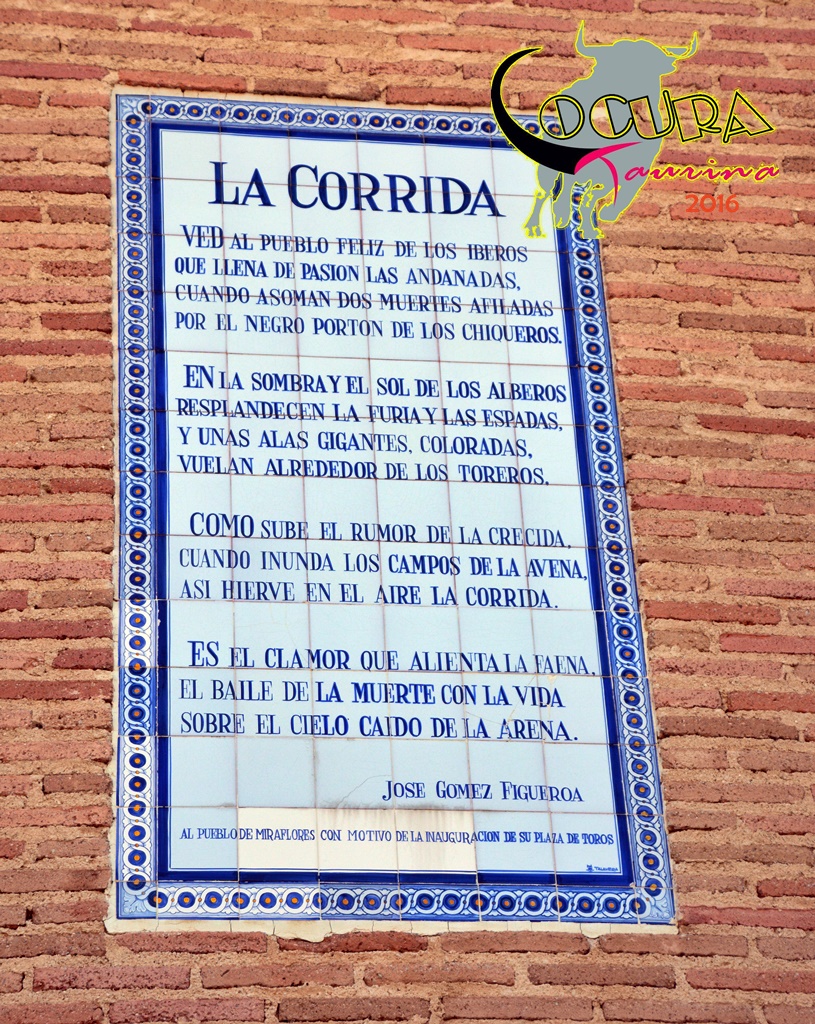 LOCURA
Taurina
2016
LA CORRIDA
VED AL PUEBLO FELIZ DE LOS IBEROS
QUE LLENA DE PASION LAS ANDANADAS,
CUANDO ASOMAN DOS MUERTES AFILADAS
POR EL NEGRO PORTON DE LOS CHIQUEROS.
EN LA SOMBRA Y EL SOL DE LOS ALBEROS
RESPLANDECEN LA FURIA Y LAS ESPADAS,
Y UNAS ALAS GIGANTES, COLORADAS,
VUELAN ALREDEDOR DE LOS TOREROS.
COMO SUBE EL RUMOR DE LA CRECIDA,
CUANDO INUNDA LOS CAMPOS DE LA AVENA,
ASI HIERVE EN EL AIRE LA CORRIDA.
ES EL CLAMOR QUE ALIENTA LA FAENA,
EL BAILE DE LA MUERTE CON LA VIDA
SOBRE EL CIELO CAIDO DE LA ARENA.
JOSE GOMEZ FIGUEROA
AL PUEBLO DE MIRAFLORES CON MOTIVO DE LA INAUGURACION DE SU PLAZA DE TOROS